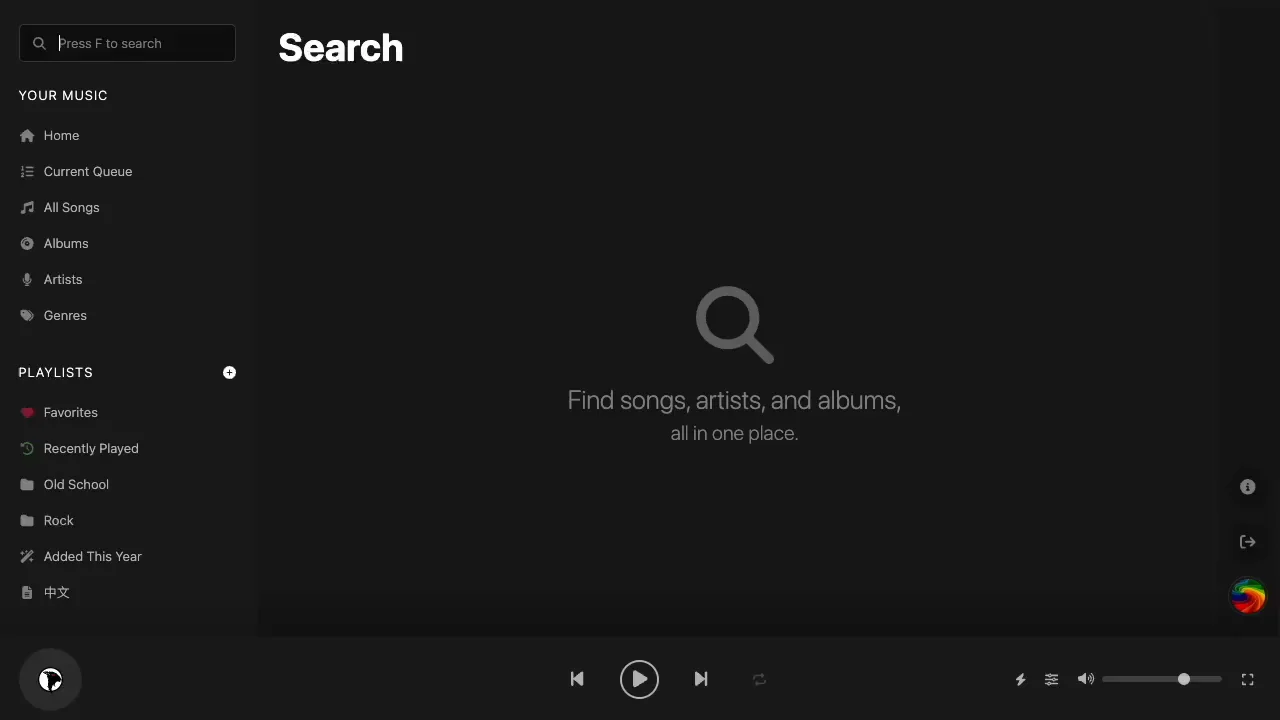 Press F to search
YOUR MUSIC
Home
Current Queue
All Songs
Albums
Artists
Genres
PLAYLISTS
Favorites
Recently Played
Old School
Rock
Added This Year
中文
Search
Find songs, artists, and albums,
all in one place.